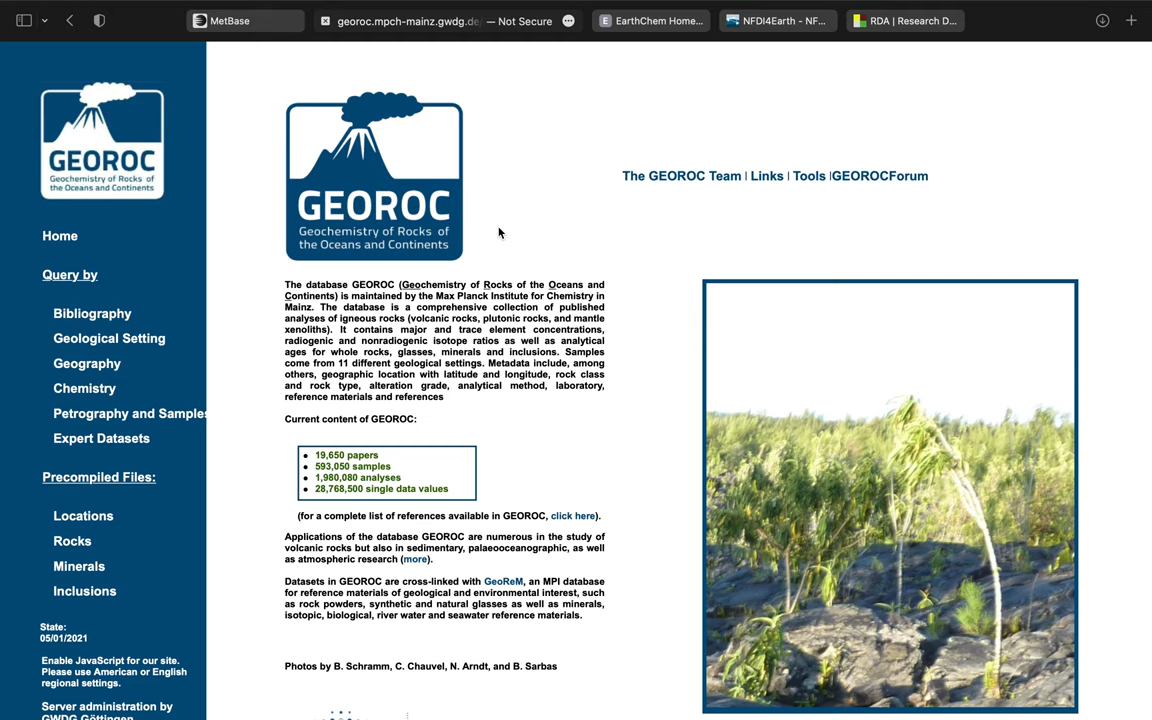 MetBase
georoc.mpch-mainz.gwdg.de — Not Secure
EarthChem Home...
NFDI4Earth - NF...
RDA | Research D...
GEOROC
Geochemistry of Rocks of
the Oceans and Continents
Home
Query by
Bibliography
Geological Setting
Geography
Chemistry
Petrography and Samples
Expert Datasets
Precompiled Files:
Locations
Rocks
Minerals
Inclusions
State:
05/01/2021
Enable JavaScript for our site.
Please use American or English
regional settings.
Server administration by
GWDG Göttingen
GEOROC
Geochemistry of Rocks of
the Oceans and Continents
The GEOROC Team | Links | Tools |GEOROCForum
The database GEOROC (Geochemistry of Rocks of the Oceans and
Continents) is maintained by the Max Planck Institute for Chemistry in
Mainz. The database is a comprehensive collection of published
analyses of igneous rocks (volcanic rocks, plutonic rocks, and mantle
xenoliths). It contains major and trace element concentrations,
radiogenic and nonradiogenic isotope ratios as well as analytical
ages for whole rocks, glasses, minerals and inclusions. Samples
come from 11 different geological settings. Metadata include, among
others, geographic location with latitude and longitude, rock class
and rock type, alteration grade, analytical method, laboratory,
reference materials and references
Current content of GEOROC:
• 19,650 papers
• 593,050 samples
• 1,980,080 analyses
• 28,768,500 single data values
(for a complete list of references available in GEOROC, click here).
Applications of the database GEOROC are numerous in the study of
volcanic rocks but also in sedimentary, palaeooceanographic, as well
as atmospheric research (more).
Datasets in GEOROC are cross-linked with GeoReM, an MPI database
for reference materials of geological and environmental interest, such
as rock powders, synthetic and natural glasses as well as minerals,
isotopic, biological, river water and seawater reference materials.
Photos by B. Schramm, C. Chauvel, N. Arndt, and B. Sarbas